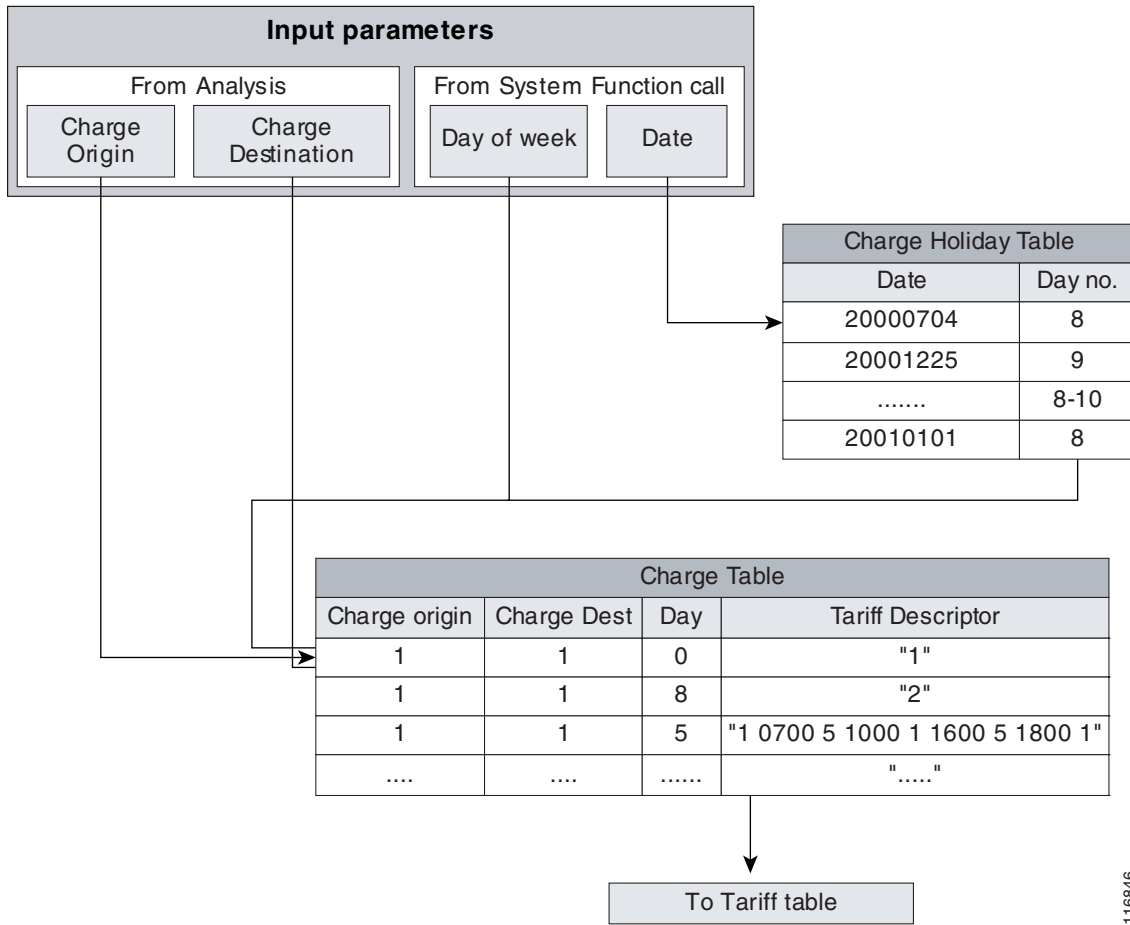 Input parameters
From Analysis
From System Function call
Charge
Origin
Charge
Destination
Day of week
Date
Charge Holiday Table
Date Day no.
20000704 8
20001225 9
....... 8-10
20010101 8
Charge Table
Charge origin Charge Dest Day Tariff Descriptor
1 1 0 "1"
1 1 8 "2"
1 1 5 "1 0700 5 1000 1 1600 5 1800 1"
.... .... ...... "....."
To Tariff table
116846